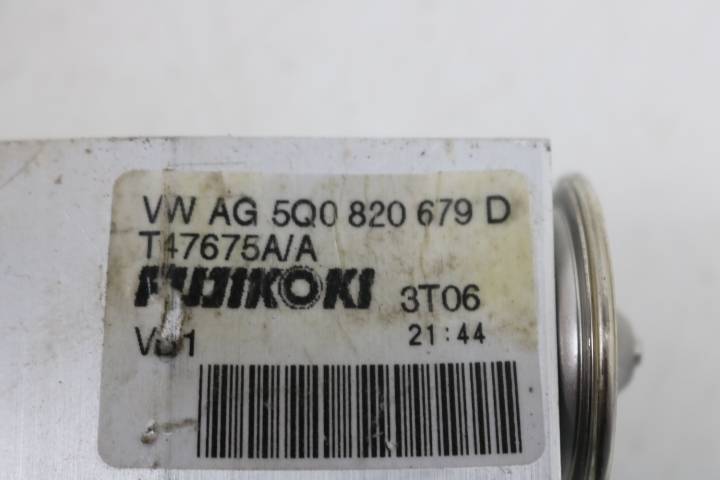 VW AG 5Q0 820 679 D
T47675A/A
FUJIKOKI 3T06
21:44